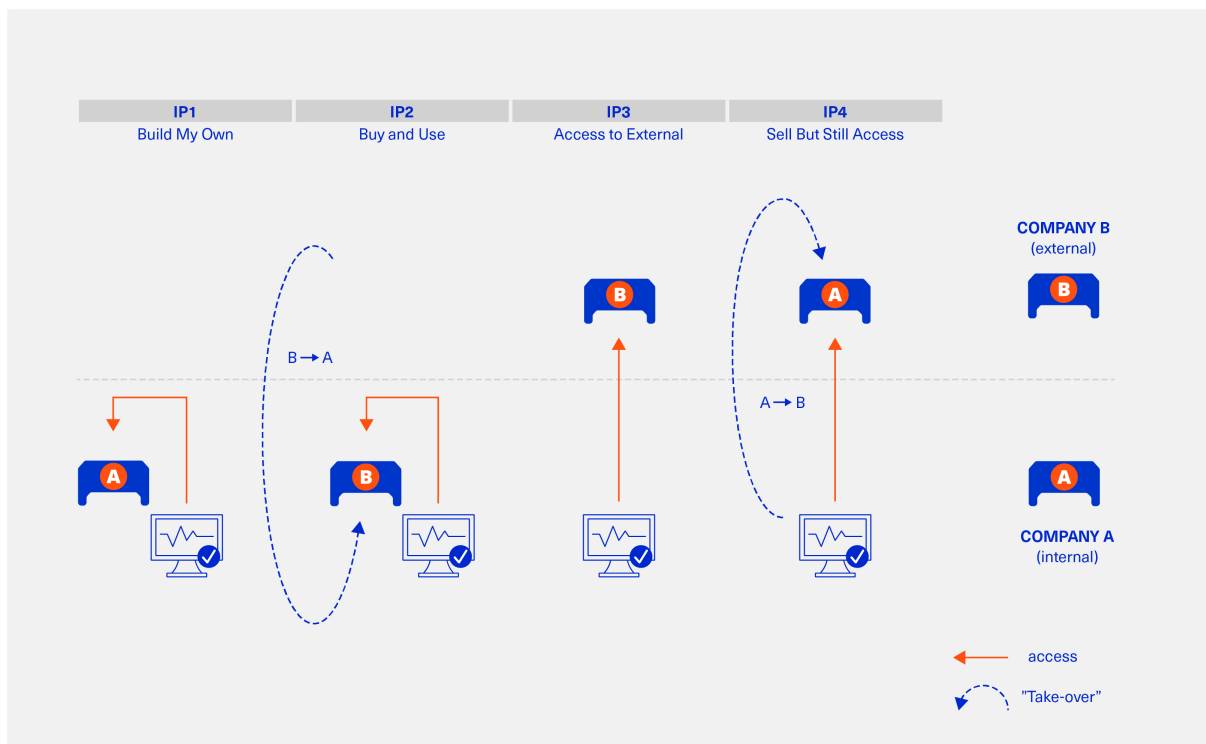 IP1
IP2
IP3
IP4
Build My Own
Buy and Use
Access to External
Sell But Still Access
COMPANY B
(external)
B
A
B
B → A
A → B
A
B
A
COMPANY A
(internal)
access
"Take-over"